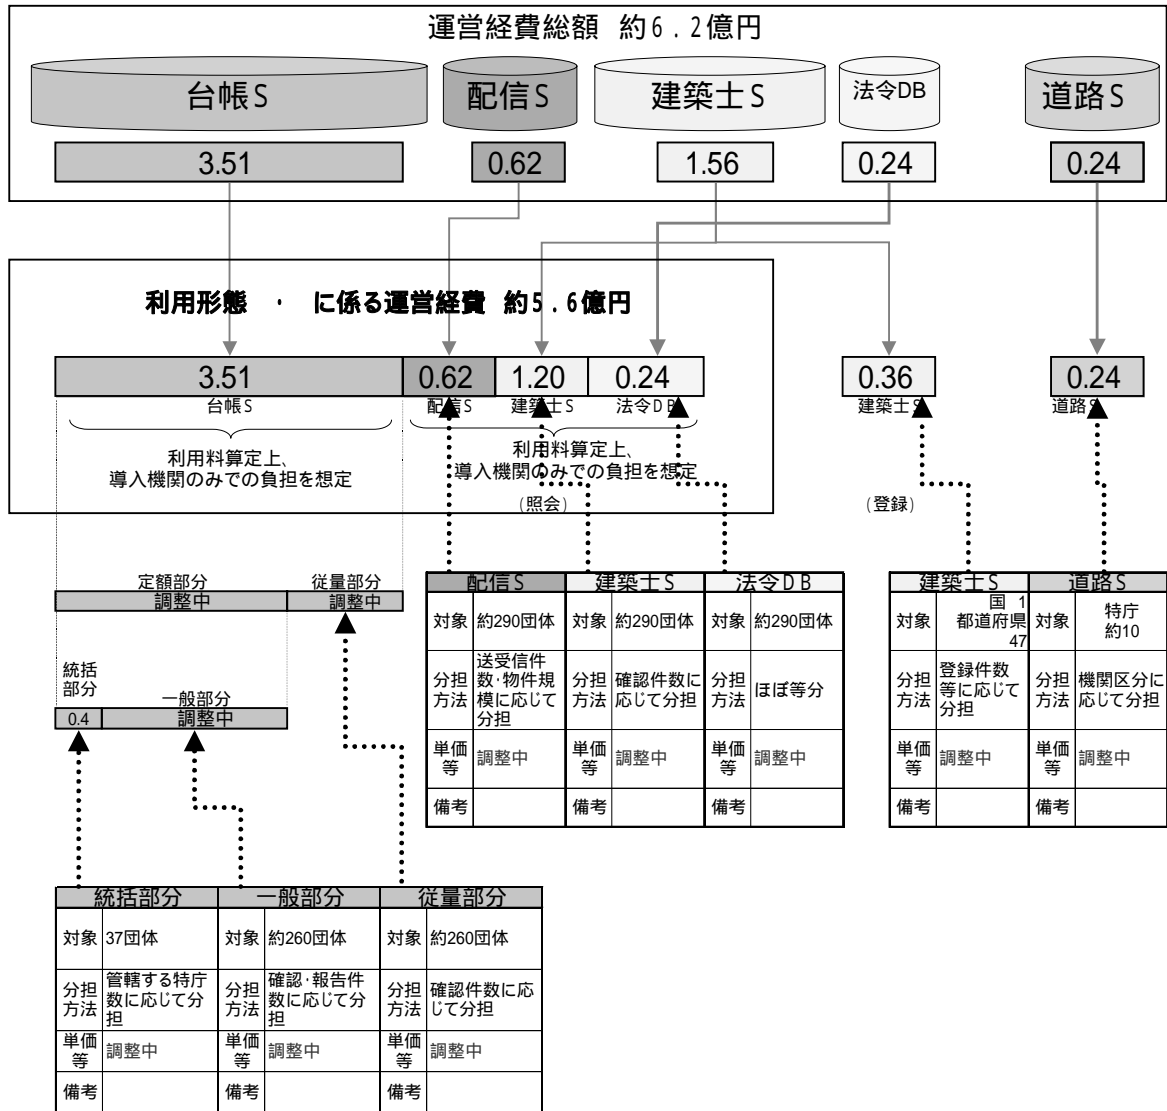 運営経費総額 約6.2億円
台帳S
配信S
建築士S
法令DB
道路S
3.51
0.62
1.56
0.24
0.24
利用形態 ・ に係る運営経費 約5.6億円
3.51
0.62
1.20
0.24
0.36
0.24
台帳S
配信S
建築士S
法令DB
建築士S
道路S
利用料算定上、
導入機関のみでの負担を想定
利用料算定上、
導入機関のみでの負担を想定
(照会)
(登録)
定額部分
従量部分
調整中
調整中
統括
部分
一般部分
0.4
調整中
配信S
建築士S
法令DB
対象
約290団体
対象
約290団体
対象
約290団体
分担
方法
送受信件
数・物件規
模に応じて
分担
分担
方法
確認件数に
応じて分担
分担
方法
ほぼ等分
単価
等
調整中
単価
等
調整中
単価
等
調整中
備考
備考
備考
建築士S
道路S
対象
国 1
都道府県
47
対象
特庁
約10
分担
方法
登録件数
等に応じて
分担
分担
方法
機関区分に
応じて分担
単価
等
調整中
単価
等
調整中
備考
備考
統括部分
一般部分
従量部分
対象
37団体
対象
約260団体
対象
約260団体
分担
方法
管轄する特庁
数に応じて分
担
分担
方法
確認・報告件
数に応じて分
担
分担
方法
確認件数に応
じて分担
単価
等
調整中
単価
等
調整中
単価
等
調整中
備考
備考
備考